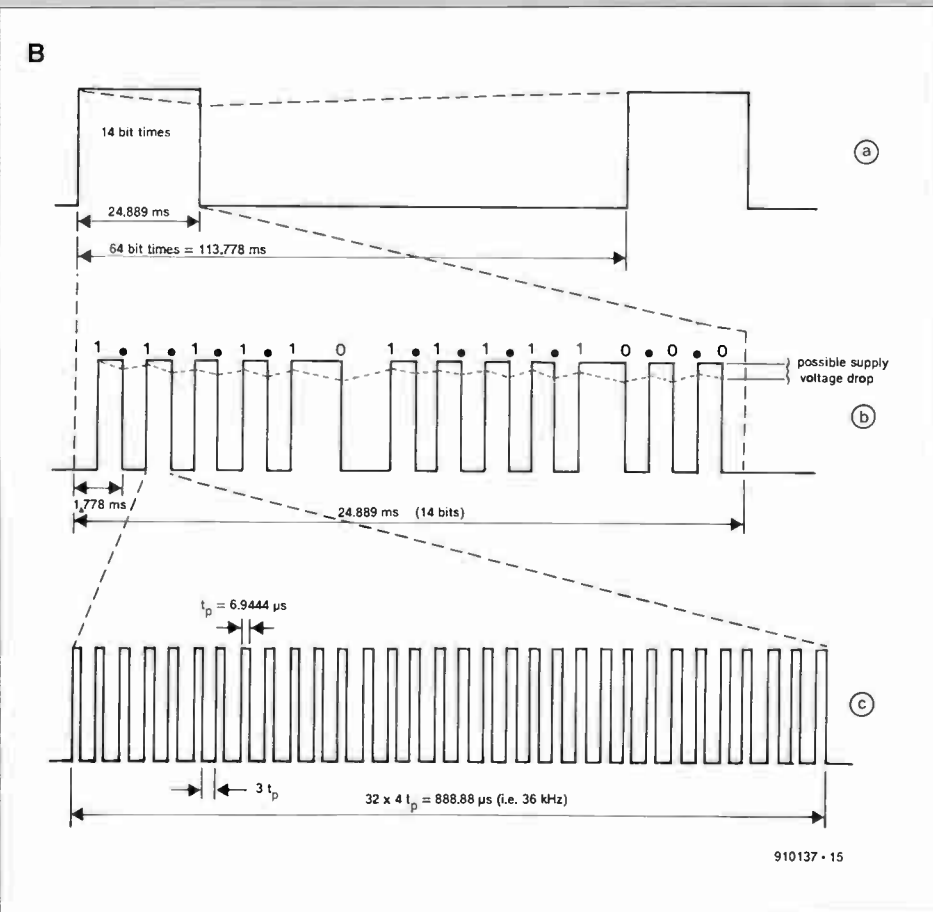 B
14 bit times
a
24.889 ms
64 bit times = 113.778 ms
1 • 1 • 1 • 1 • 1 0 1 • 1 • 1 • 1 • 1 0 • 0 • 0
possible supply
voltage drop
b
1.778 ms
24.889 ms (14 bits)
tp = 6.9444 µs
c
3 tp
32 x 4 tp = 888.88 µs (i.e. 36 kHz)
910137 • 15